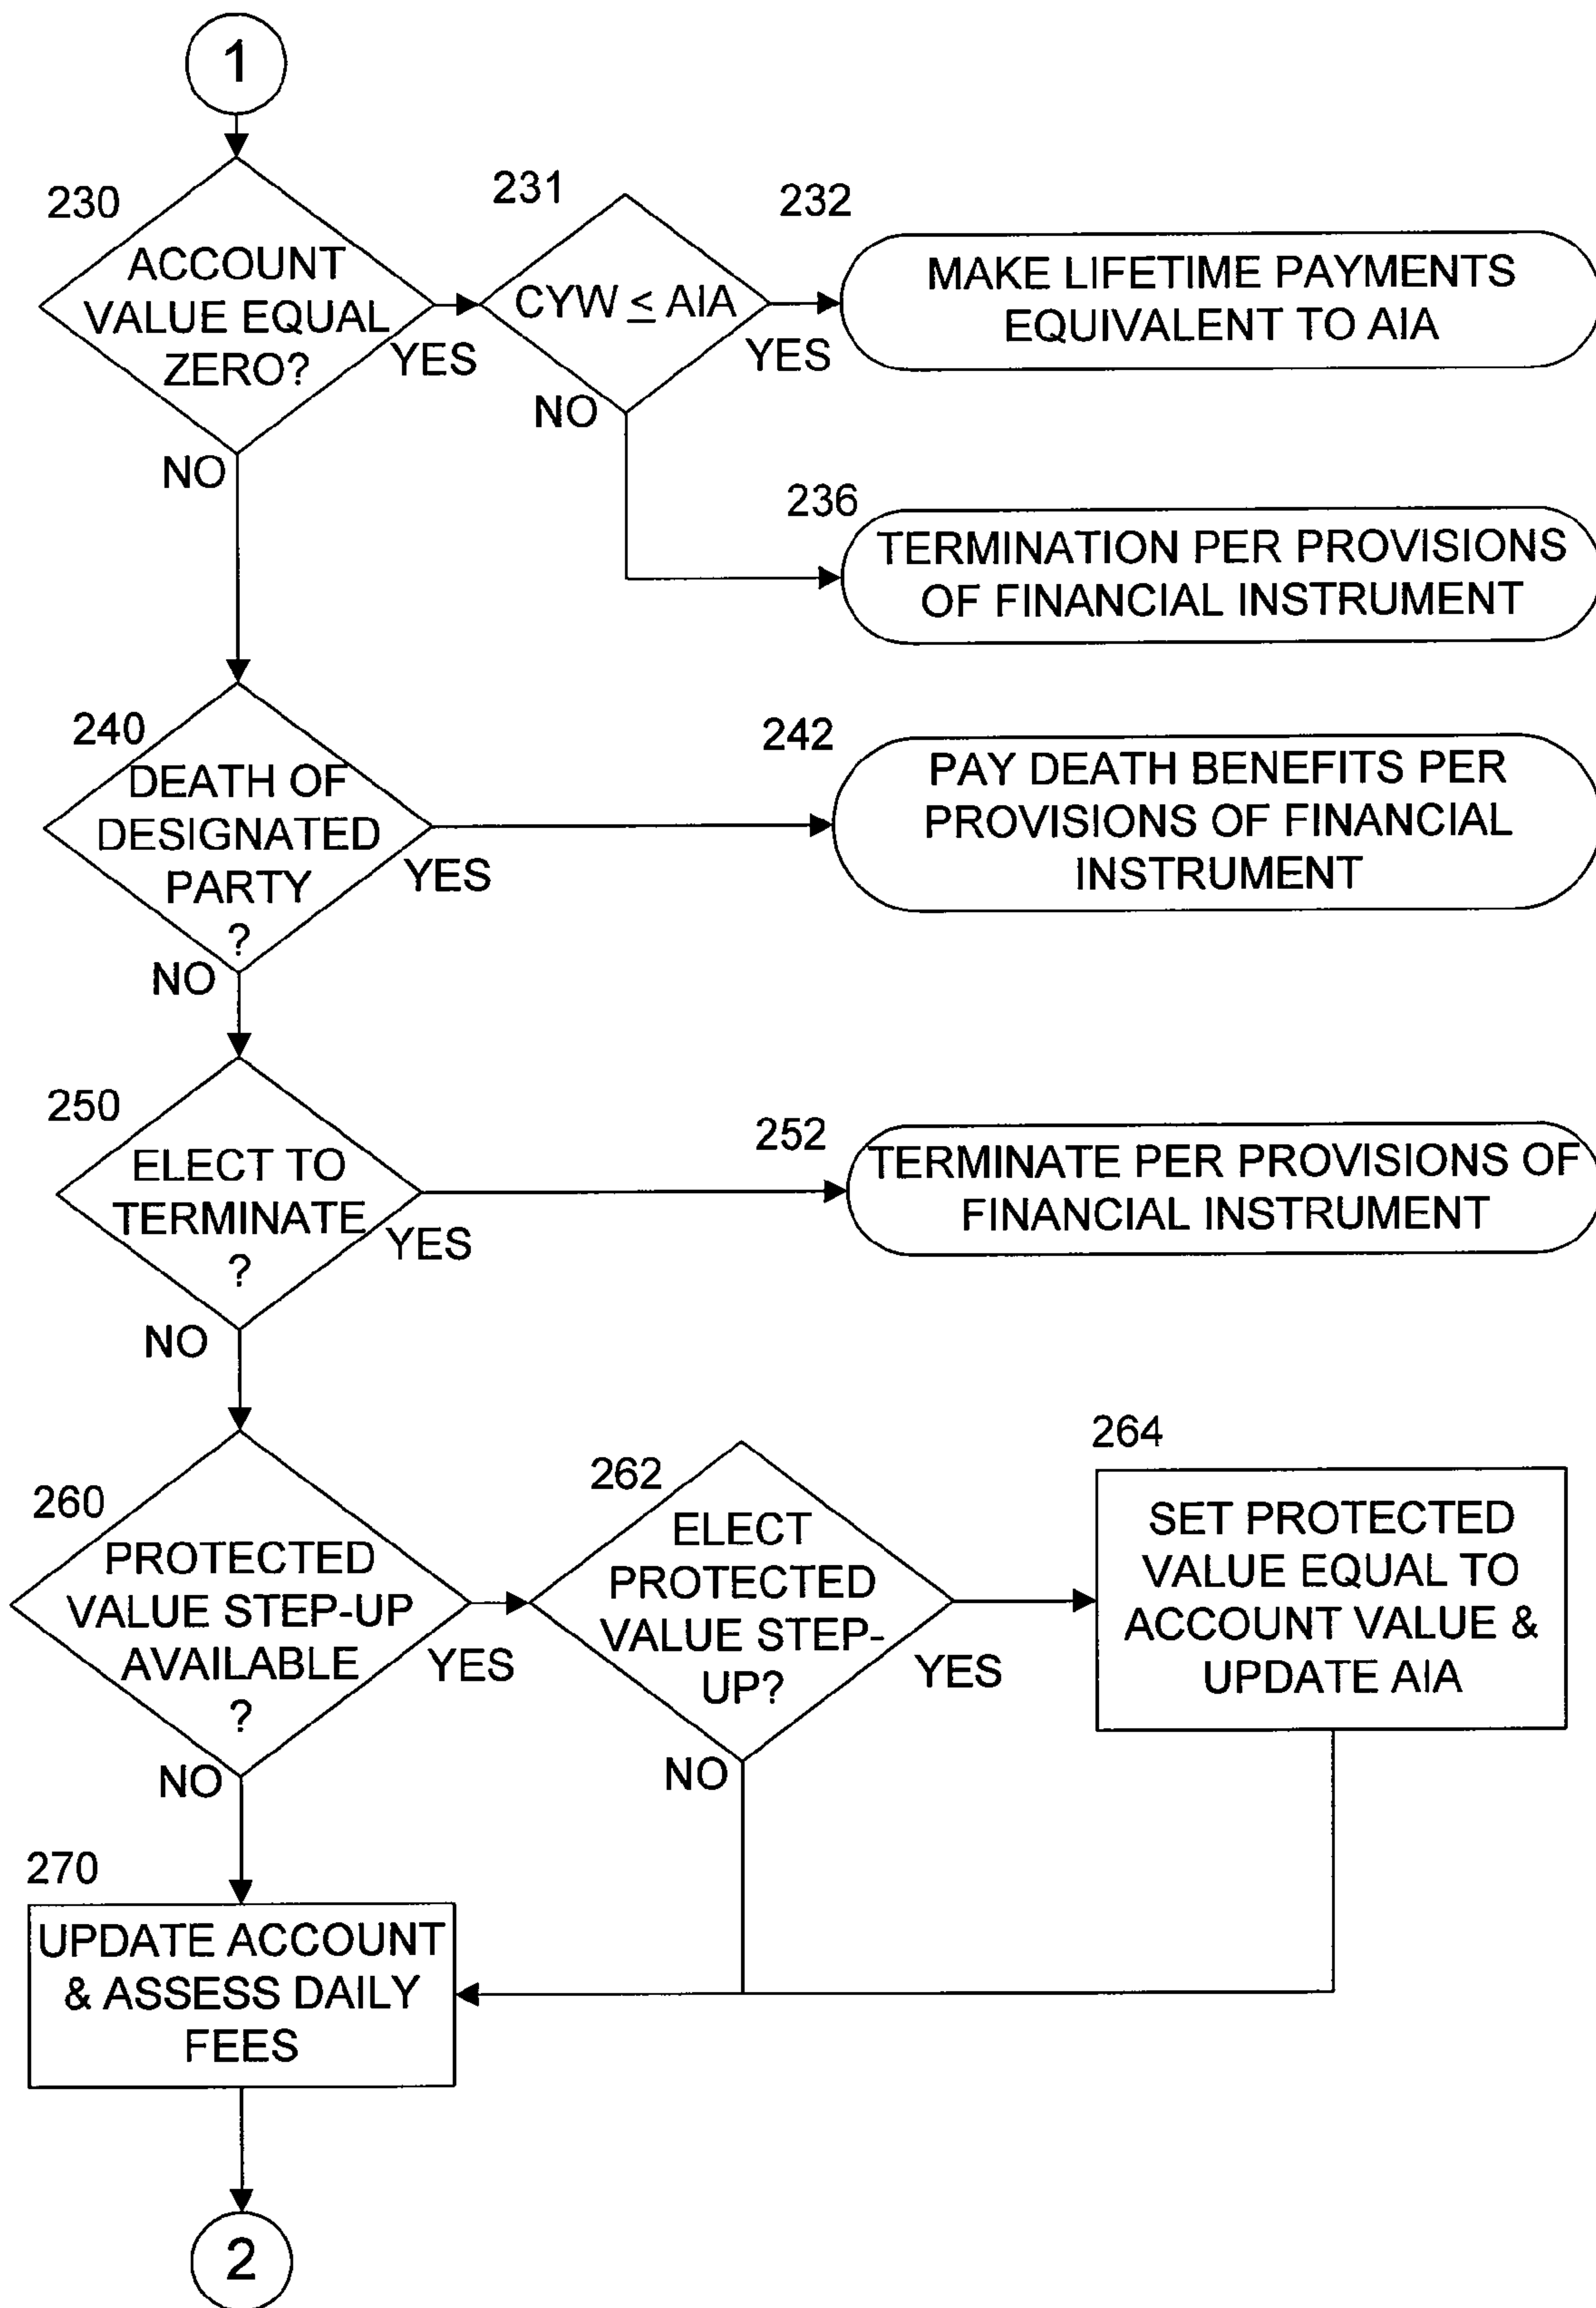 1
230
ACCOUNT
VALUE EQUAL
ZERO?
YES
NO
231
CYW ≤ AIA
YES
NO
232
MAKE LIFETIME PAYMENTS
EQUIVALENT TO AIA
236
TERMINATION PER PROVISIONS
OF FINANCIAL INSTRUMENT
240
DEATH OF
DESIGNATED
PARTY
?
YES
NO
242
PAY DEATH BENEFITS PER
PROVISIONS OF FINANCIAL
INSTRUMENT
250
ELECT TO
TERMINATE
?
YES
NO
252
TERMINATE PER PROVISIONS OF
FINANCIAL INSTRUMENT
260
PROTECTED
VALUE STEP-UP
AVAILABLE
?
YES
NO
262
ELECT
PROTECTED
VALUE STEP-
UP?
YES
NO
264
SET PROTECTED
VALUE EQUAL TO
ACCOUNT VALUE &
UPDATE AIA
270
UPDATE ACCOUNT
& ASSESS DAILY
FEES
2